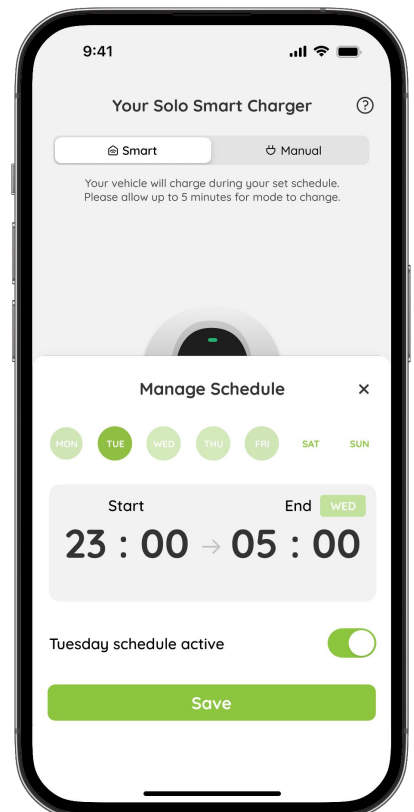 9:41
Your Solo Smart Charger ?
Smart Manual
Your vehicle will charge during your set schedule.
Please allow up to 5 minutes for mode to change.
Manage Schedule
MON TUE WED THU FRI SAT SUN
Start End WED
23 : 00 → 05 : 00
Tuesday schedule active
Save